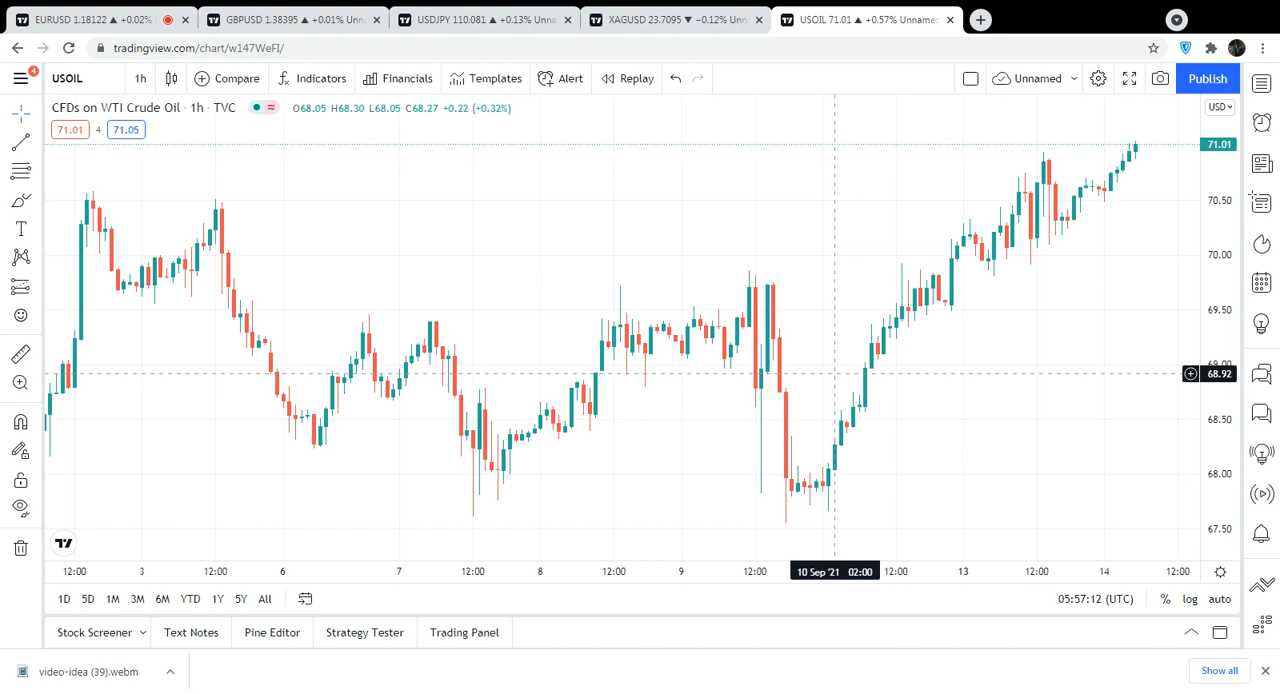 EURUSD 1.18122 ▲ +0.02%
GBPUSD 1.38395 ▲ +0.01% Unna
USDJPY 110.081 ▲ +0.13% Unna
XAGUSD 23.7095 ▼ −0.12% Unna
USOIL 71.01 ▲ +0.57% Unnamed
tradingview.com/chart/w147WeFI/
4
USOIL
1h
Compare
Indicators
Financials
Templates
Alert
Replay
Unnamed
Publish
CFDs on WTI Crude Oil · 1h · TVC
O68.05 H68.30 L68.05 C68.27 +0.22 (+0.32%)
USD
71.01
4
71.05
71.01
70.50
70.00
69.50
69.00
68.92
68.50
68.00
67.50
12:00
3
12:00
6
7
12:00
8
12:00
9
12:00
10 Sep '21 02:00
12:00
13
12:00
14
12:00
1D
5D
1M
3M
6M
YTD
1Y
5Y
All
05:57:12 (UTC)
%
log
auto
Stock Screener
Text Notes
Pine Editor
Strategy Tester
Trading Panel
video-idea (39).webm
Show all